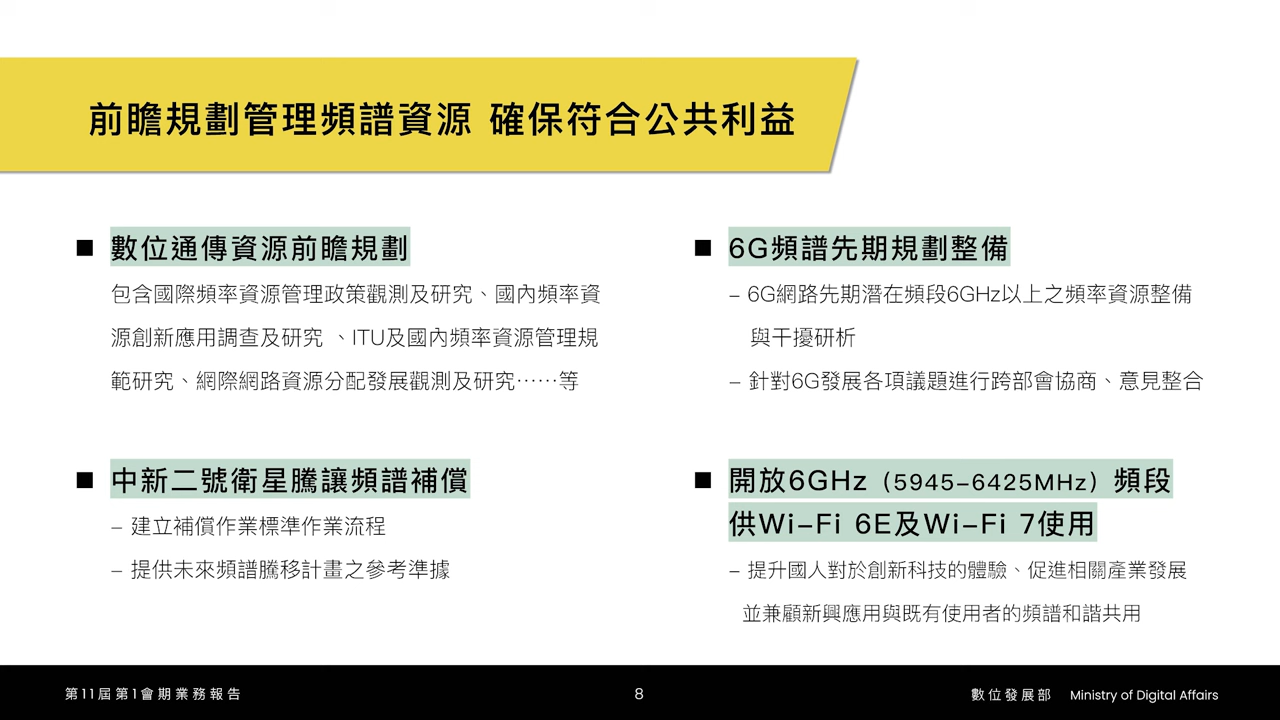 前瞻規劃管理頻譜資源 確保符合公共利益
■ 數位通傳資源前瞻規劃
包含國際頻率資源管理政策觀測及研究、國內頻率資
源創新應用調查及研究 、ITU及國內頻率資源管理規
範研究、網際網路資源分配發展觀測及研究……等
■ 中新二號衛星騰讓頻譜補償
– 建立補償作業標準作業流程
– 提供未來頻譜騰移計畫之參考準據
■ 6G頻譜先期規劃整備
– 6G網路先期潛在頻段6GHz以上之頻率資源整備
與干擾研析
– 針對6G發展各項議題進行跨部會協商、意見整合
■ 開放6GHz（5945–6425MHz）頻段
供Wi–Fi 6E及Wi–Fi 7使用
– 提升國人對於創新科技的體驗、促進相關產業發展
並兼顧新興應用與既有使用者的頻譜和諧共用
第11屆第1會期業務報告
8
數位發展部 Ministry of Digital Affairs